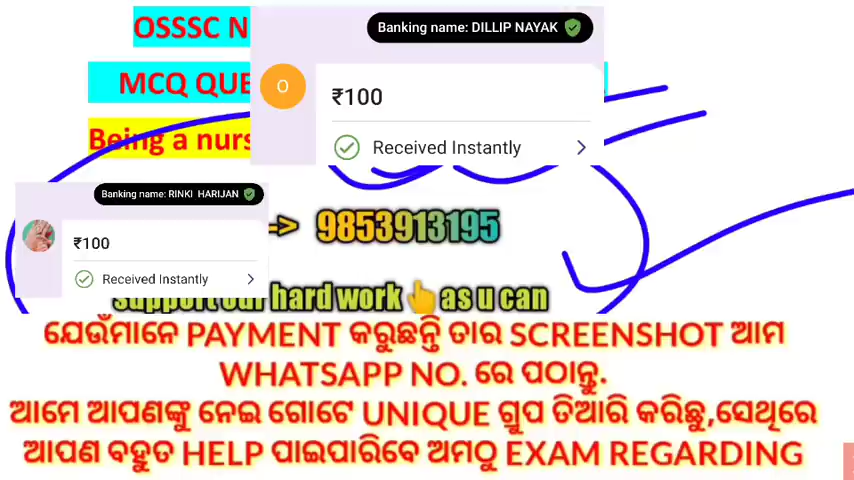 OSSSC N
Banking name: DILLIP NAYAK
MCQ QUE
O
₹100
Being a nurs
Received Instantly
Banking name: RINKI HARIJAN
-> 9853913195
₹100
Received Instantly
support our hard work 👆 as u can
ଯେଉଁମାନେ PAYMENT କରୁଛନ୍ତି ତାର SCREENSHOT ଆମ
WHATSAPP NO. ରେ ପଠାନ୍ତୁ.
ଆମେ ଆପଣଙ୍କୁ ନେଇ ଗୋଟେ UNIQUE ଗ୍ରୁପ ତିଆରି କରିଛୁ,ସେଥିରେ
ଆପଣ ବହୁତ HELP ପାଇପାରିବେ ଅମଠୁ EXAM REGARDING